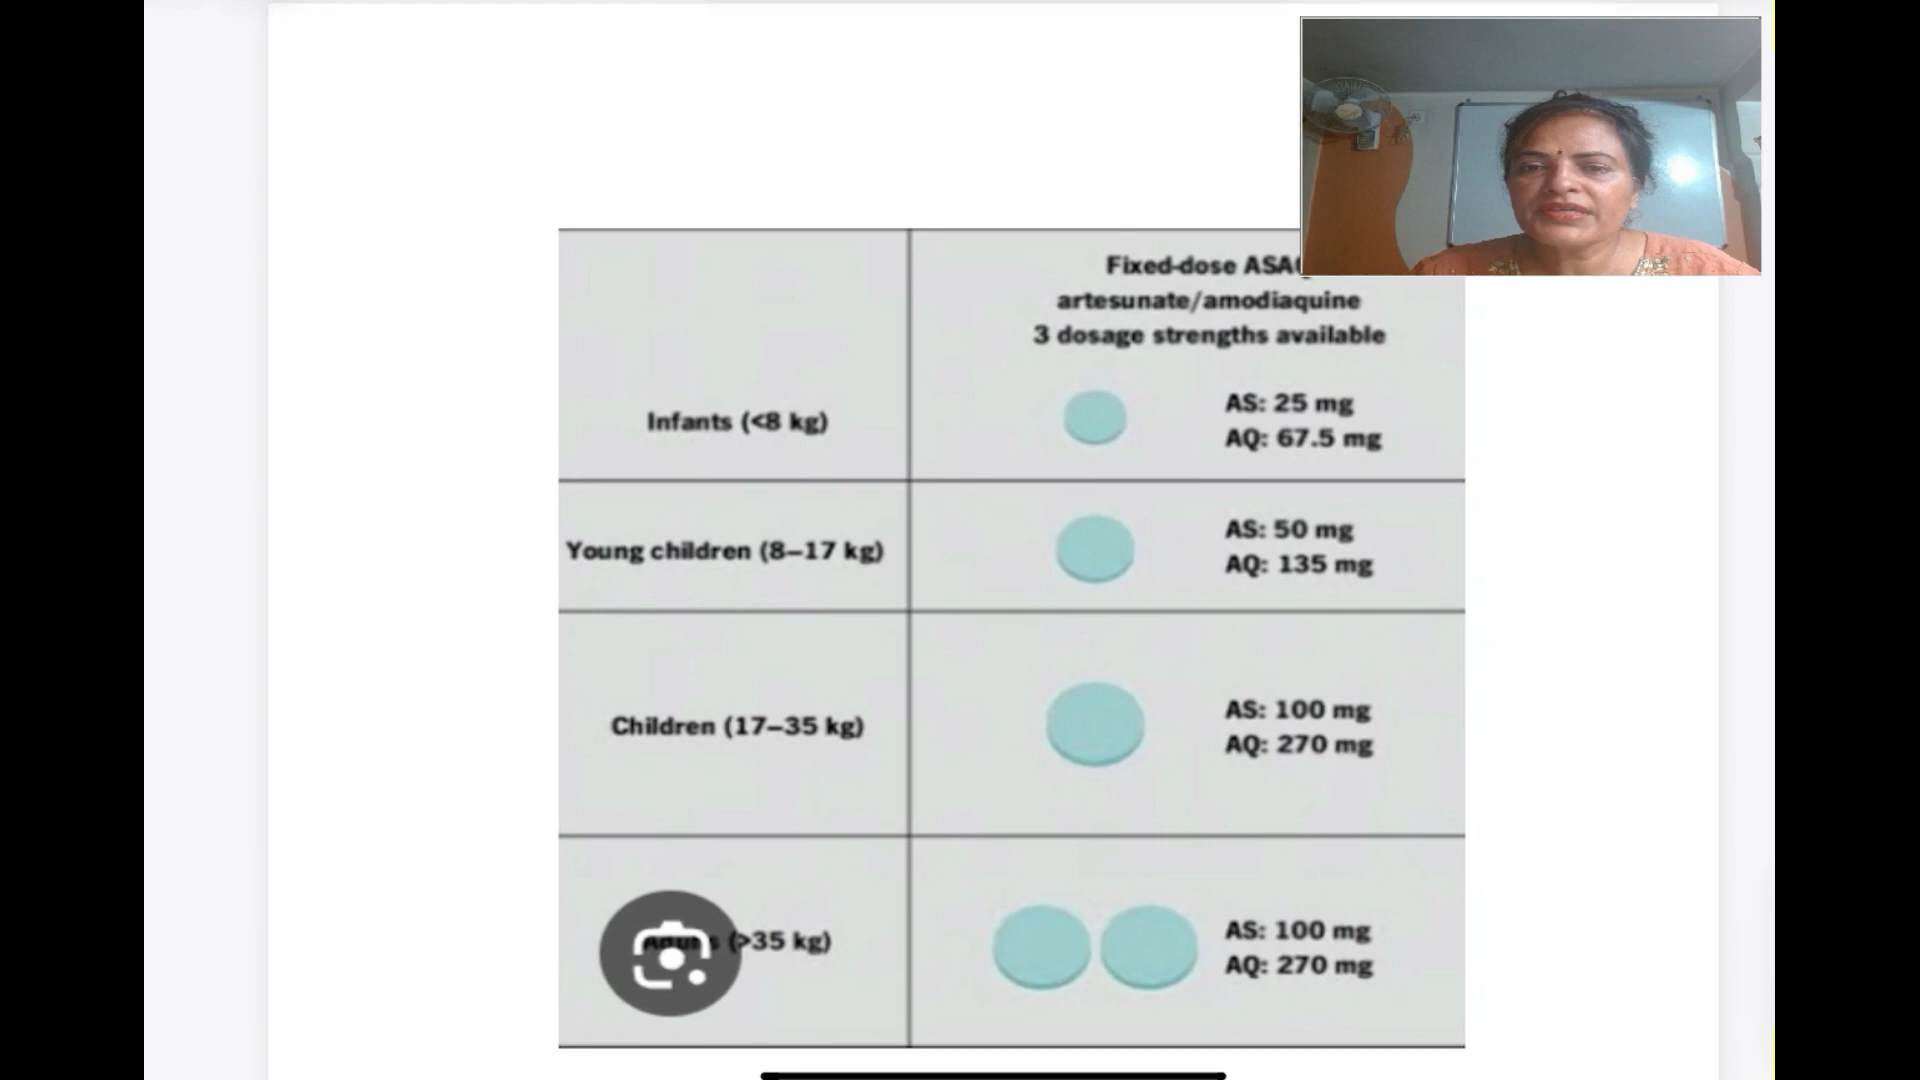 Fixed-dose ASA
artesunate/amodiaquine
3 dosage strengths available
Infants (<8 kg)
AS: 25 mg
AQ: 67.5 mg
Young children (8–17 kg)
AS: 50 mg
AQ: 135 mg
Children (17–35 kg)
AS: 100 mg
AQ: 270 mg
(>35 kg)
AS: 100 mg
AQ: 270 mg